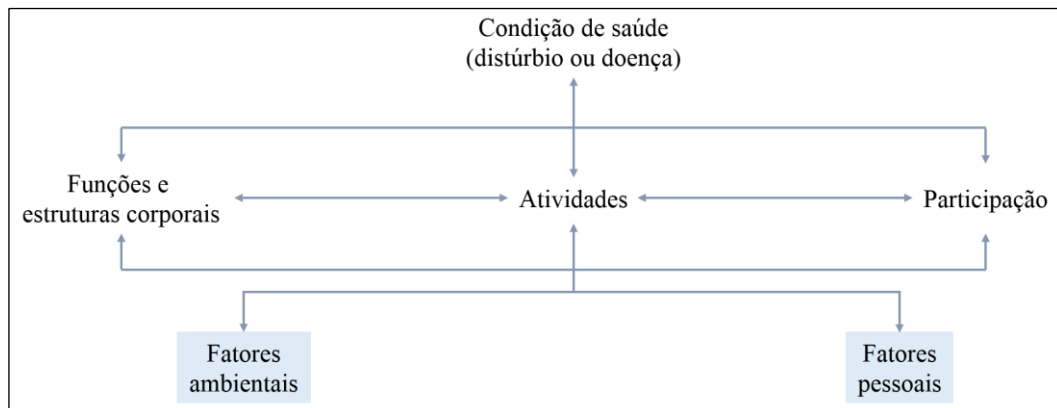 Condição de saúde
(distúrbio ou doença)
Funções e
estruturas corporais
Atividades
Participação
Fatores
ambientais
Fatores
pessoais